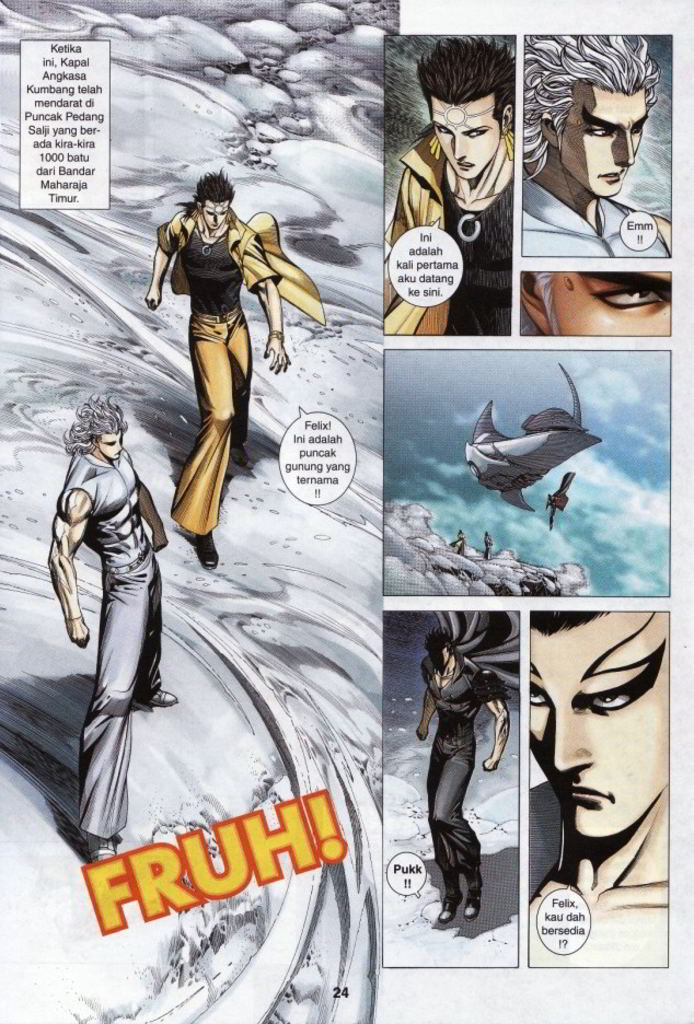 Ketika
ini, Kapal
Angkasa
Kumbang telah
mendarat di
Puncak Pedang
Salji yang ber-
ada kira-kira
1000 batu
dari Bandar
Maharaja
Timur.
Felix!
Ini adalah
puncak
gunung yang
ternama
!!
FRUH!
Ini
adalah
kali pertama
aku datang
ke sini.
Emm
!!
Pukk
!!
Felix,
kau dah
bersedia
!?
24